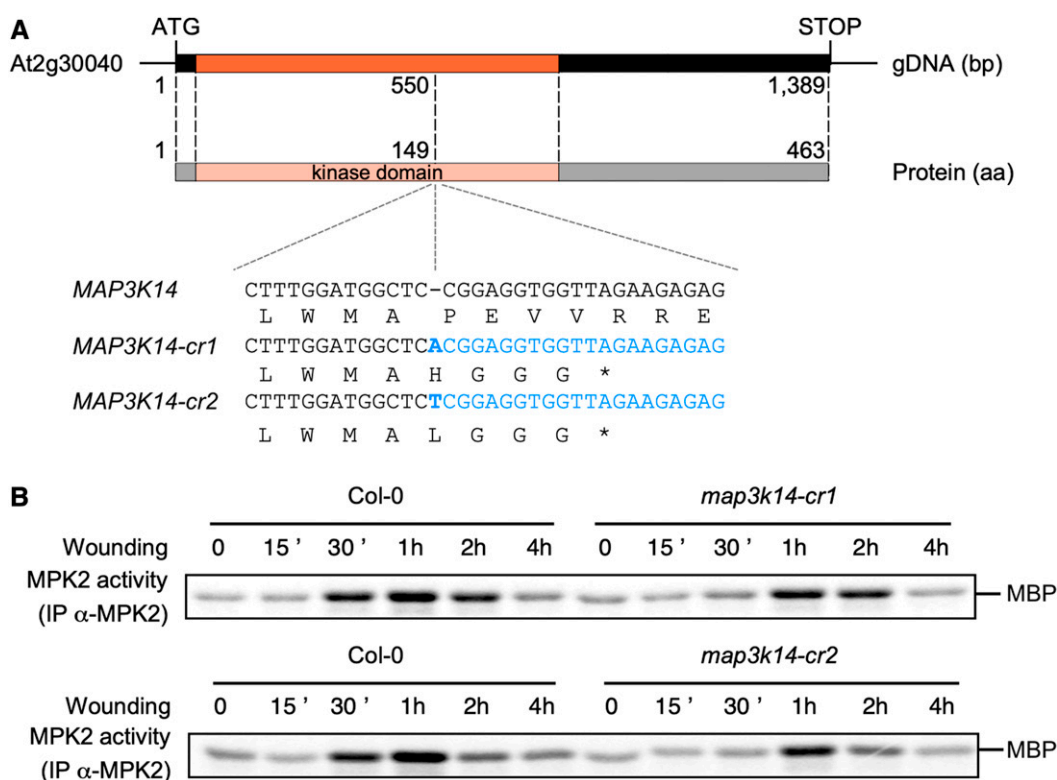 A
ATG STOP
At2g30040 gDNA (bp)
1 550 1,389
1 149 463
kinase domain Protein (aa)
MAP3K14 CTTTGGATGGCTC-CGGAGGTGGTTAGAAGAGAG
L W M A P E V V R R E
MAP3K14-cr1 CTTTGGATGGCTCACGGAGGTGGTTAGAAGAGAG
L W M A H G G G *
MAP3K14-cr2 CTTTGGATGGCTCTCGGAGGTGGTTAGAAGAGAG
L W M A L G G G *
B
Col-0 map3k14-cr1
Wounding 0 15 ’ 30 ’ 1h 2h 4h 0 15 ’ 30 ’ 1h 2h 4h
MPK2 activity
(IP α-MPK2) MBP
Col-0 map3k14-cr2
Wounding 0 15 ’ 30 ’ 1h 2h 4h 0 15 ’ 30 ’ 1h 2h 4h
MPK2 activity
(IP α-MPK2) MBP